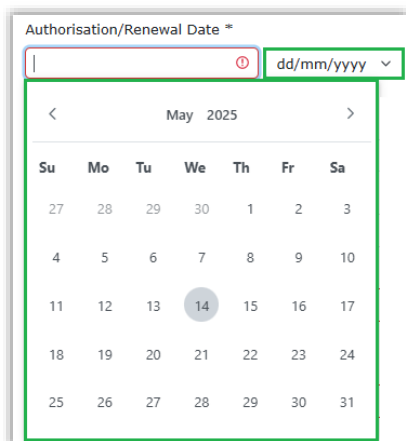 Authorisation/Renewal Date *
dd/mm/yyyy
May 2025
Su Mo Tu We Th Fr Sa
27 28 29 30 1 2 3
4 5 6 7 8 9 10
11 12 13 14 15 16 17
18 19 20 21 22 23 24
25 26 27 28 29 30 31